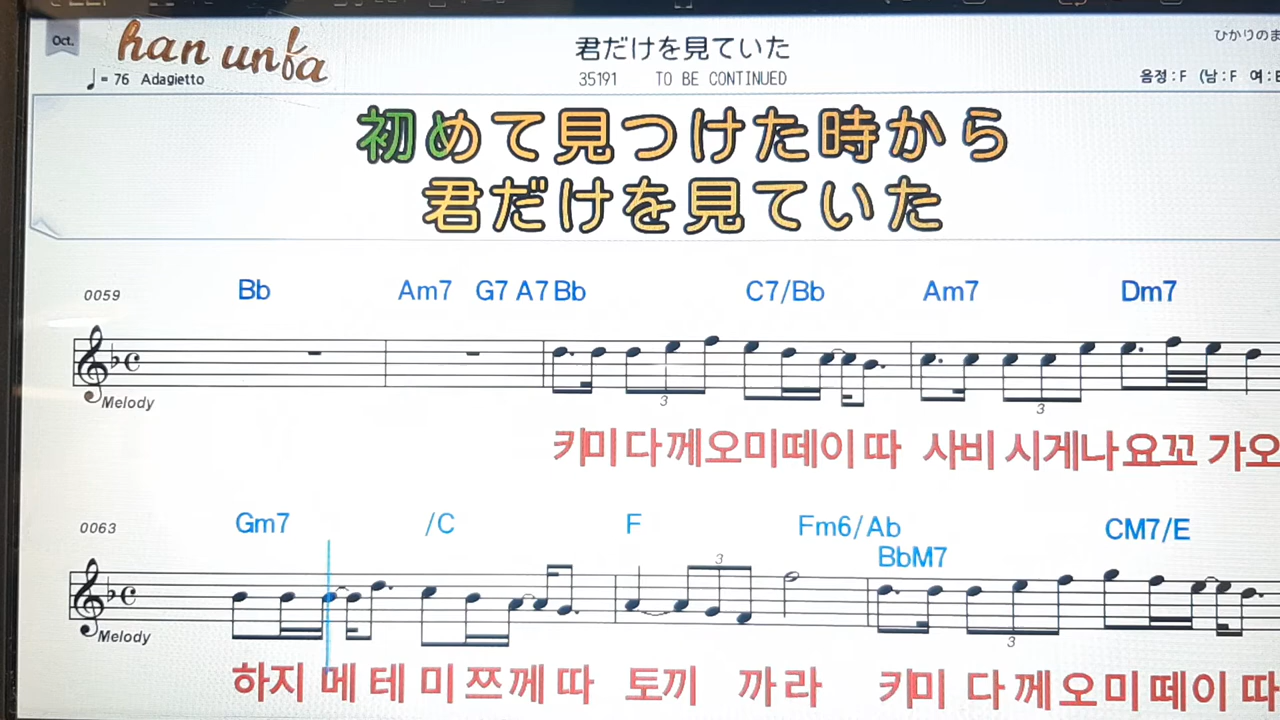 Oct.
han unfa
君だけを見ていた
ひかりのま
♩= 76 Adagietto
35191 TO BE CONTINUED
음정:F (남:F 여:B
初めて見つけた時から
君だけを見ていた
0059 Bb Am7 G7 A7 Bb C7/Bb Am7 Dm7
3 3
Melody
키미다께오미떼이 따 사비 시게나요꼬 가오
0063 Gm7 /C F Fm6/Ab CM7/E
BbM7
3 3
Melody
하지 메 테 미 쯔께 따 토끼 까라 키미 다 께 오 미 떼이 따